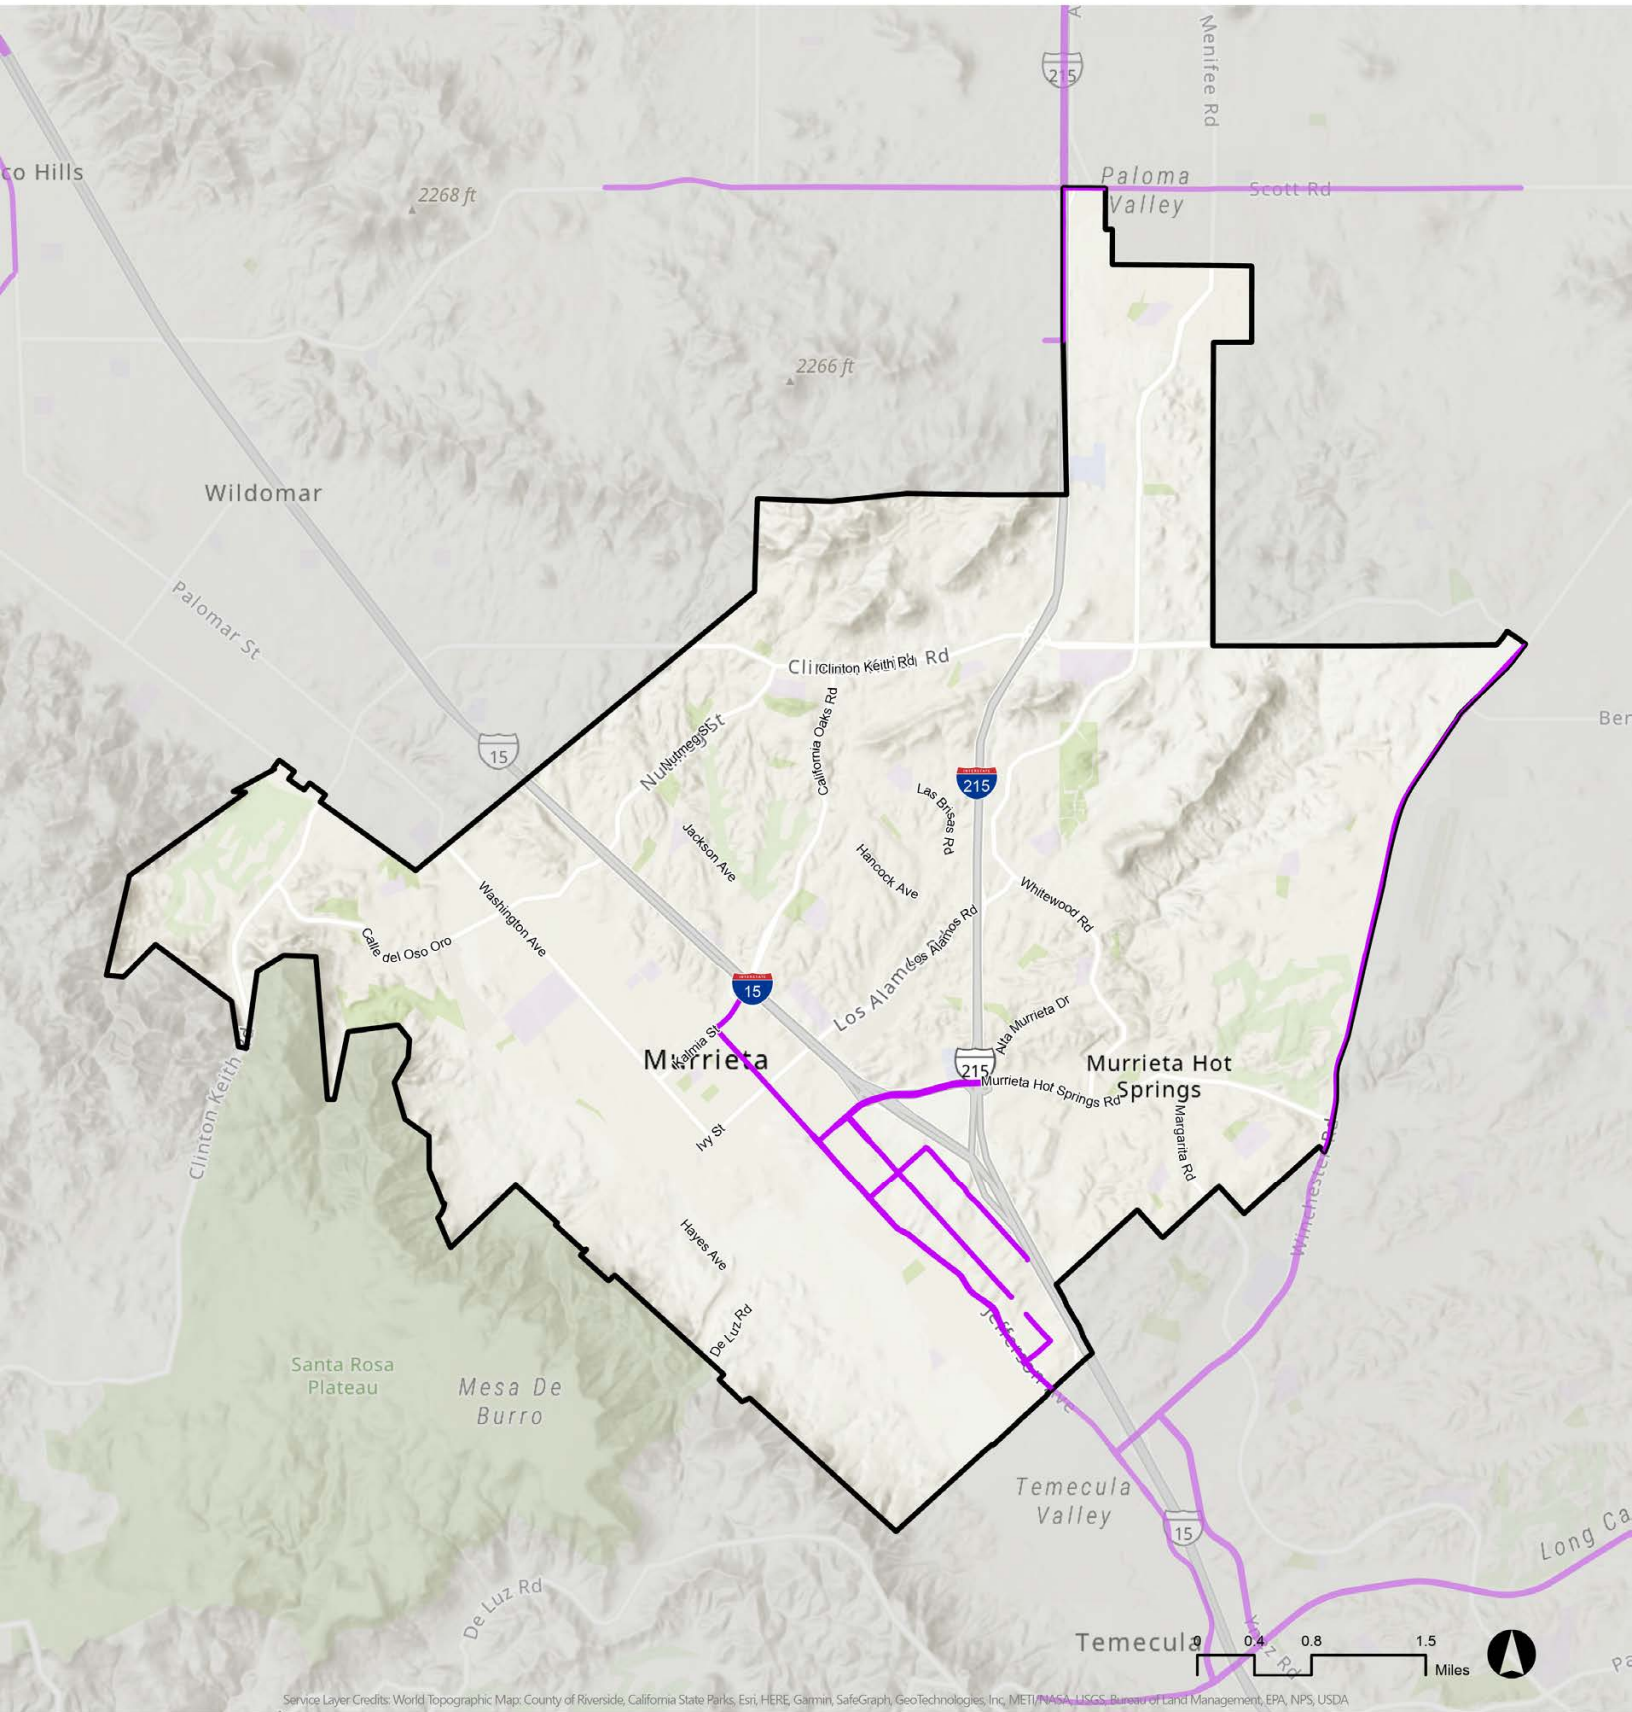 215
Menifee Rd
co Hills
2268 ft
Paloma
Valley
Scott Rd
2266 ft
Wildomar
Palomar St
Clinton Keith Rd
Ber
Nutmeg St
Nutmeg St
California Oaks Rd
15
215
Las Brisas Rd
Jackson Ave
Hancock Ave
Whitewood Rd
Washington Ave
Calle del Oso Oro
Los Alamos Rd
15
Los Alamos Rd
Alta Murrieta Dr
Kalmia St
Murrieta
215
Murrieta Hot
Springs
Murrieta Hot Springs Rd
Clinton Keith Rd
Ivy St
Margarita Rd
Winchester Rd
Hayes Ave
De Luz Rd
Jefferson Ave
Santa Rosa
Plateau
Mesa De
Burro
Temecula
Valley
15
Long Ca
De Luz Rd
Ynez Rd
Temecula
0 0.4 0.8 1.5
Miles
Pa
Service Layer Credits: World Topographic Map: County of Riverside, California State Parks, Esri, HERE, Garmin, SafeGraph, GeoTechnologies, Inc, METI/NASA, USGS, Bureau of Land Management, EPA, NPS, USDA